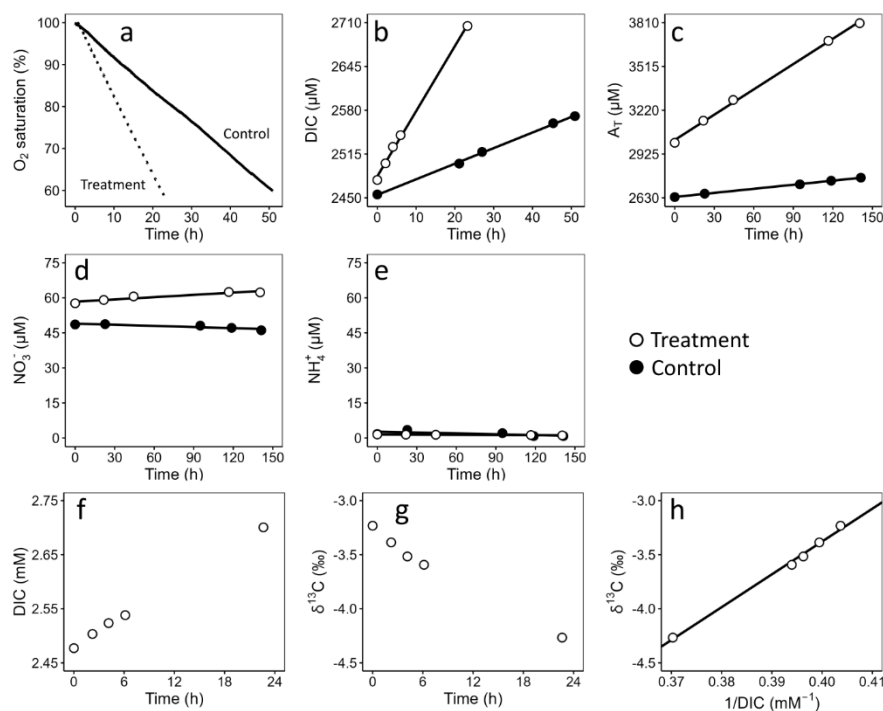 a
O₂ saturation (%)
100
90
80
70
60
Control
Treatment
0 10 20 30 40 50
Time (h)
b
DIC (µM)
2710
2645
2580
2515
2450
0 10 20 30 40 50
Time (h)
c
A_T (µM)
3810
3515
3220
2925
2630
0 30 60 90 120 150
Time (h)
d
NO₃⁻ (µM)
75
60
45
30
15
0
0 30 60 90 120 150
Time (h)
e
NH₄⁺ (µM)
75
60
45
30
15
0
0 30 60 90 120 150
Time (h)
Treatment
Control
f
DIC (mM)
2.75
2.65
2.55
2.45
0 6 12 18 24
Time (h)
g
δ¹³C (‰)
-3.0
-3.5
-4.0
-4.5
0 6 12 18 24
Time (h)
h
δ¹³C (‰)
-3.0
-3.5
-4.0
-4.5
0.37 0.38 0.39 0.40 0.41
1/DIC (mM⁻¹)